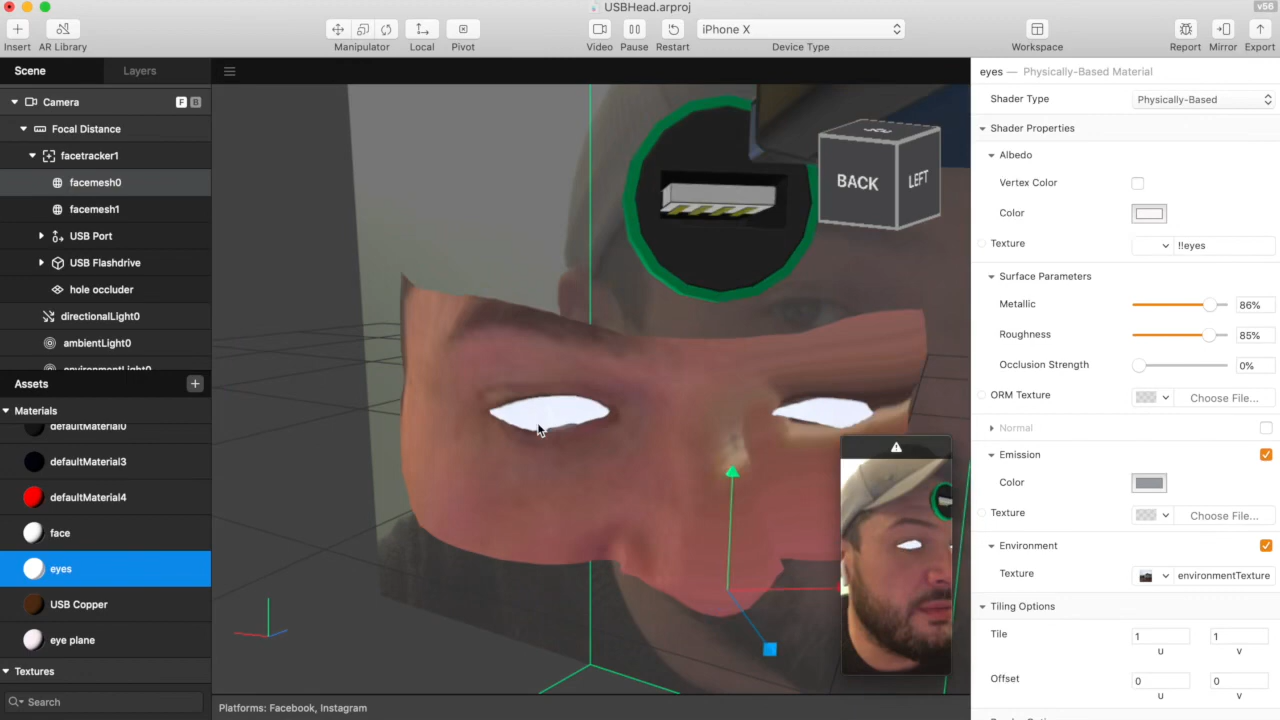 USBHead.arproj
v56
Insert
AR Library
Manipulator
Local
Pivot
Video
Pause
Restart
iPhone X
Device Type
Workspace
Report
Mirror
Export
Scene
Layers
Camera
F
B
Focal Distance
facetracker1
facemesh0
facemesh1
USB Port
USB Flashdrive
hole occluder
directionalLight0
ambientLight0
environmentLight0
Assets
Materials
defaultMaterial0
defaultMaterial3
defaultMaterial4
face
eyes
USB Copper
eye plane
Textures
Search
BACK
LEFT
Platforms: Facebook, Instagram
eyes — Physically-Based Material
Shader Type
Physically-Based
Shader Properties
Albedo
Vertex Color
Color
Texture
!!eyes
Surface Parameters
Metallic
86%
Roughness
85%
Occlusion Strength
0%
ORM Texture
Choose File...
Normal
Emission
Color
Texture
Choose File...
Environment
Texture
environmentTexture
Tiling Options
Tile
1
1
U
V
Offset
0
0
U
V